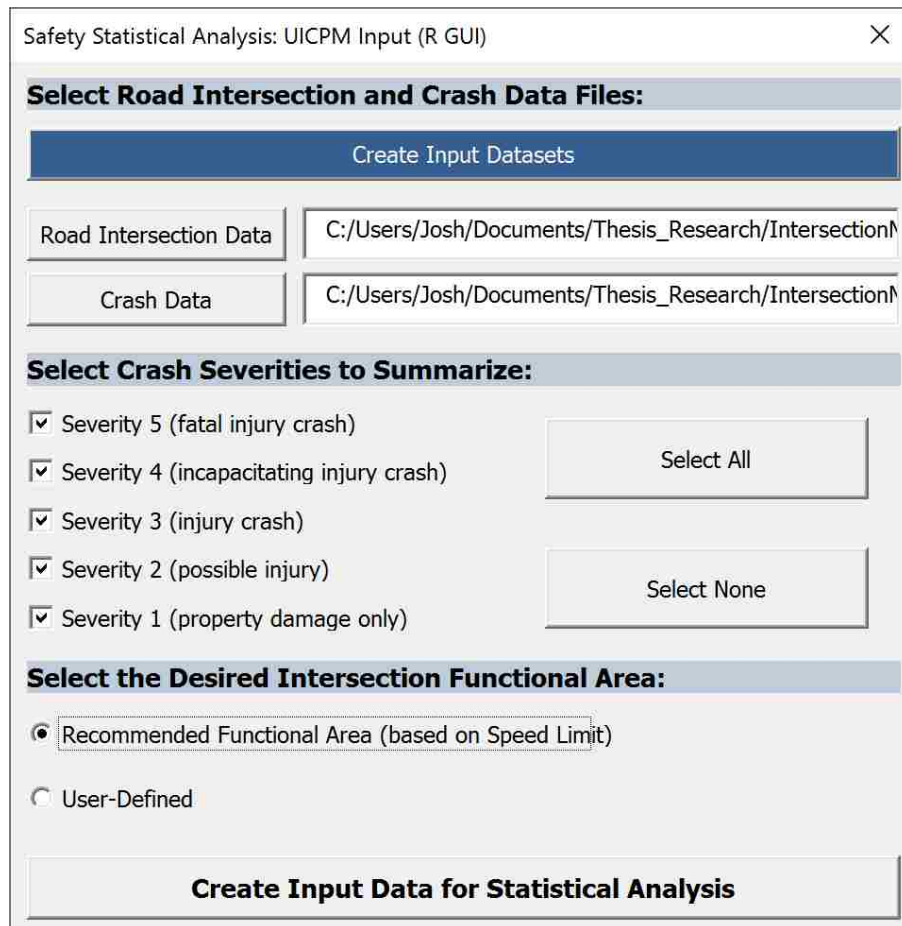 Safety Statistical Analysis: UICPM Input (R GUI)
Select Road Intersection and Crash Data Files:
Create Input Datasets
Road Intersection Data
C:/Users/Josh/Documents/Thesis_Research/Intersection
Crash Data
C:/Users/Josh/Documents/Thesis_Research/Intersection
Select Crash Severities to Summarize:
Severity 5 (fatal injury crash)
Severity 4 (incapacitating injury crash)
Select All
Severity 3 (injury crash)
Severity 2 (possible injury)
Select None
Severity 1 (property damage only)
Select the Desired Intersection Functional Area:
Recommended Functional Area (based on Speed Limit)
User-Defined
Create Input Data for Statistical Analysis